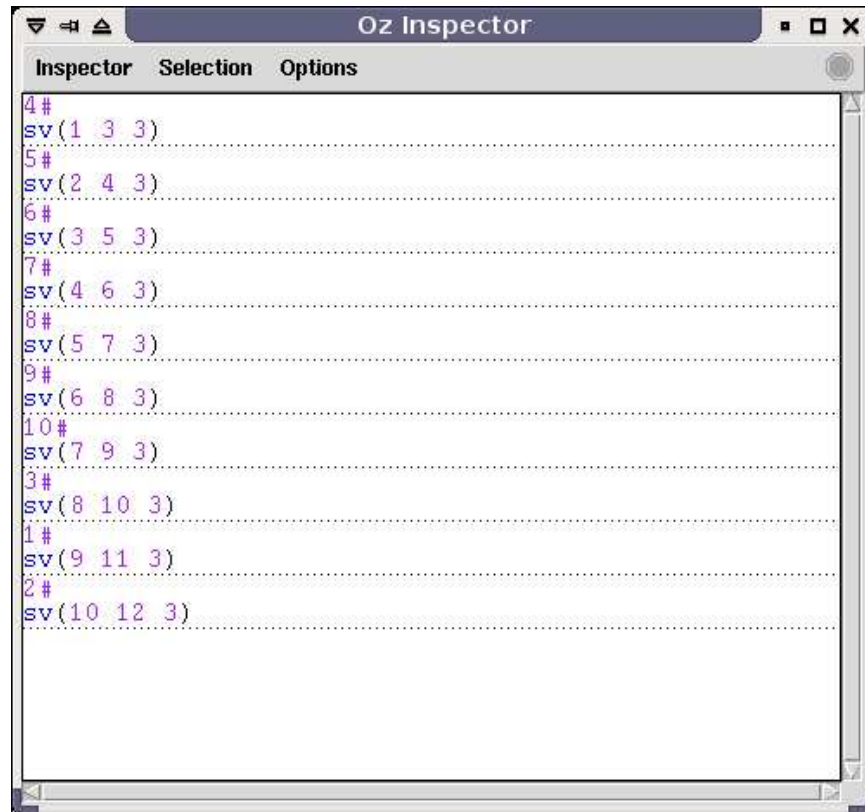 Oz Inspector
Inspector Selection Options
4#
sv(1 3 3)
5#
sv(2 4 3)
6#
sv(3 5 3)
7#
sv(4 6 3)
8#
sv(5 7 3)
9#
sv(6 8 3)
10#
sv(7 9 3)
3#
sv(8 10 3)
1#
sv(9 11 3)
2#
sv(10 12 3)